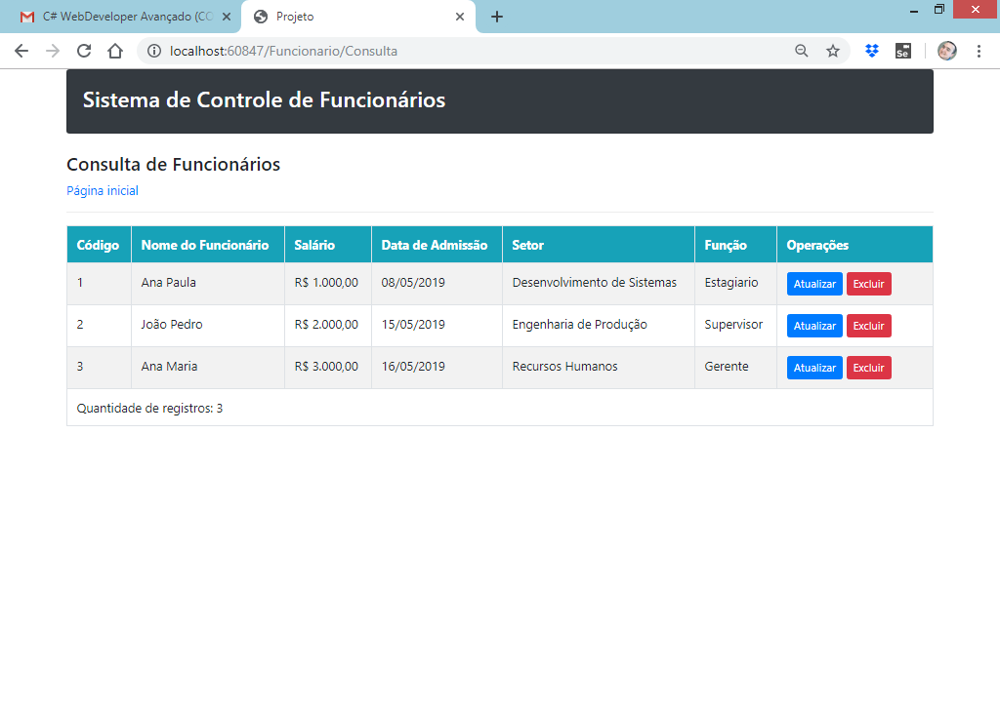 C# WebDeveloper Avançado (CO
Projeto
localhost:60847/Funcionario/Consulta
Se
Sistema de Controle de Funcionários
Consulta de Funcionários
Página inicial
Código Nome do Funcionário Salário Data de Admissão Setor Função Operações
1 Ana Paula R$ 1.000,00 08/05/2019 Desenvolvimento de Sistemas Estagiario Atualizar Excluir
2 João Pedro R$ 2.000,00 15/05/2019 Engenharia de Produção Supervisor Atualizar Excluir
3 Ana Maria R$ 3.000,00 16/05/2019 Recursos Humanos Gerente Atualizar Excluir
Quantidade de registros: 3